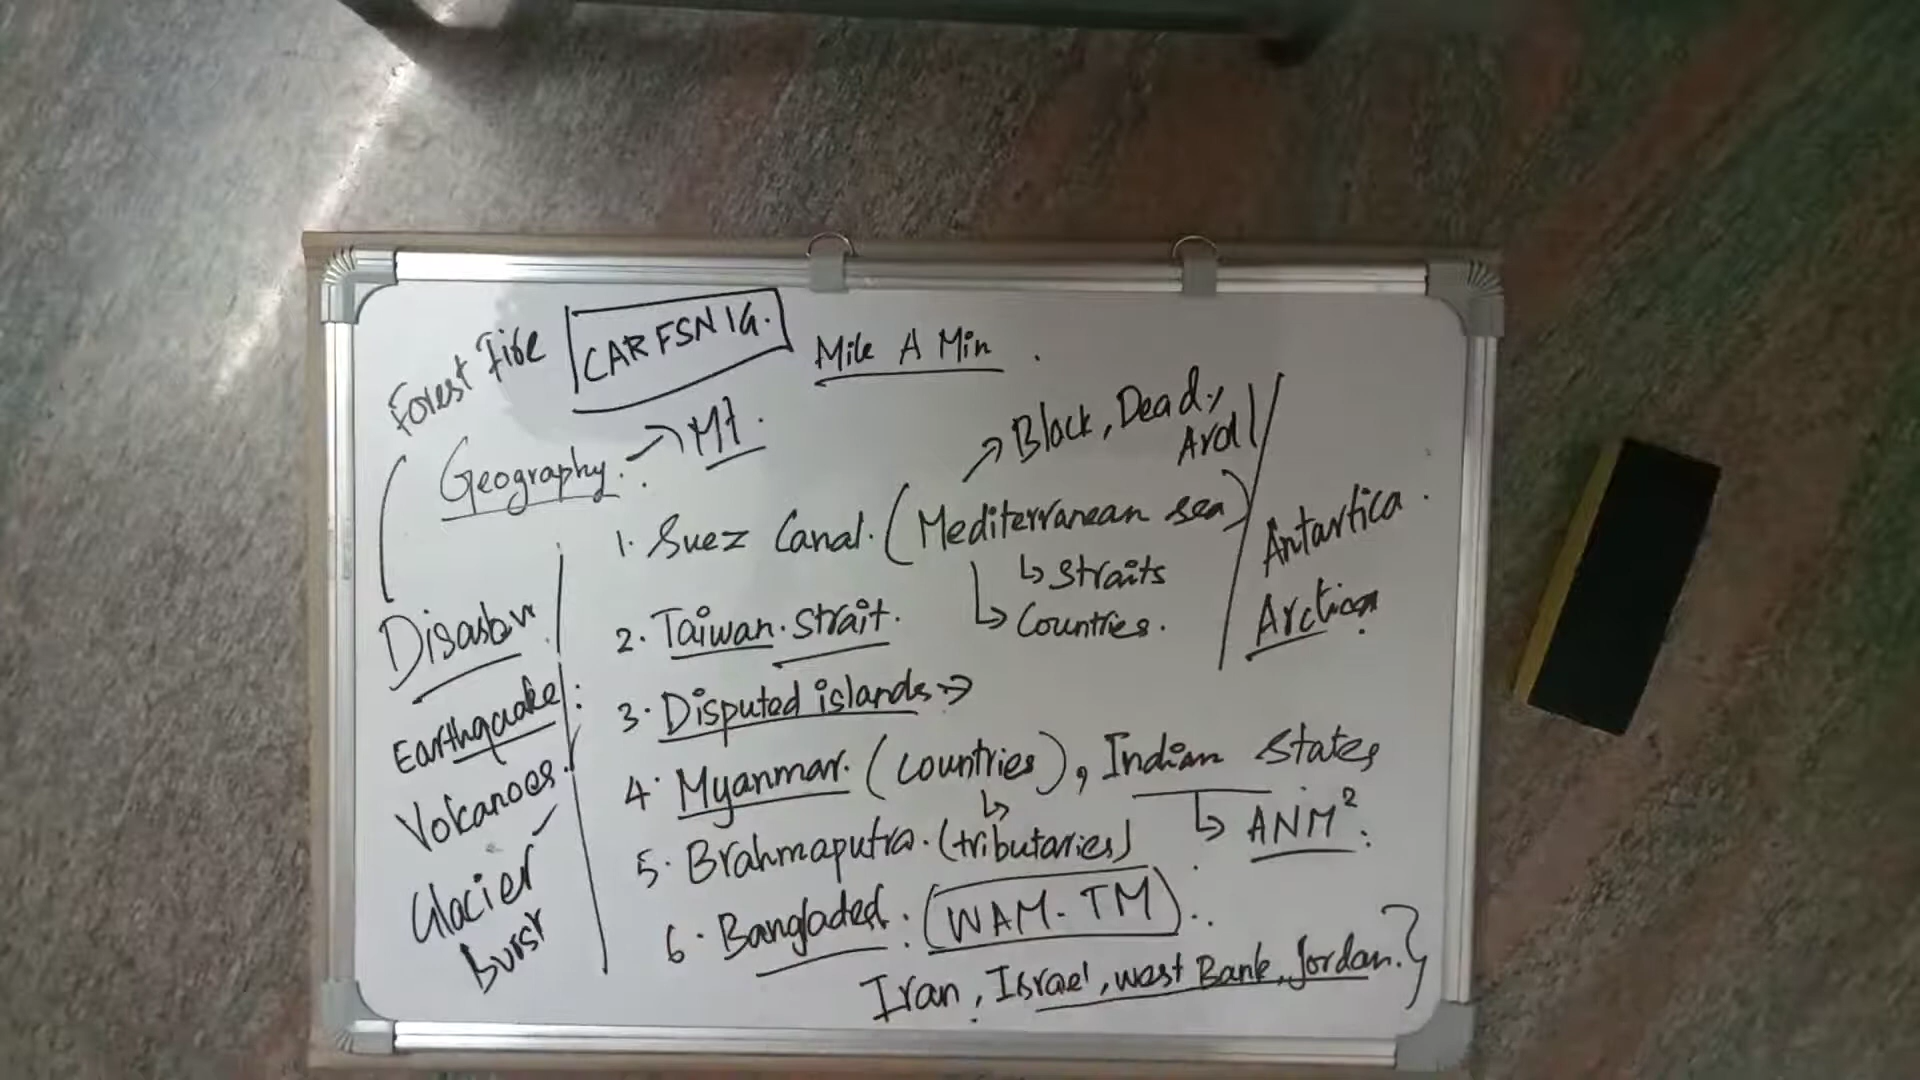 Forest Fire
CARFSNIG.
Mile A Min .
Geography. → Mt.
→ Black, Dead,
Aral
1. Suez Canal. (Mediterranean sea)
↳ straits
↳ Countries.
Antartica .
Arctic
2. Taiwan. strait.
3. Disputed islands →
4. Myanmar. (countries), Indian States
↳ ANM²
5. Brahmaputra. (tributaries)
6. Bangladesh. (WAM-TM).
Iran, Israel, west Bank, Jordan.}
Disaster
Earthquake:
Volcanoes.
Glacier
Burst